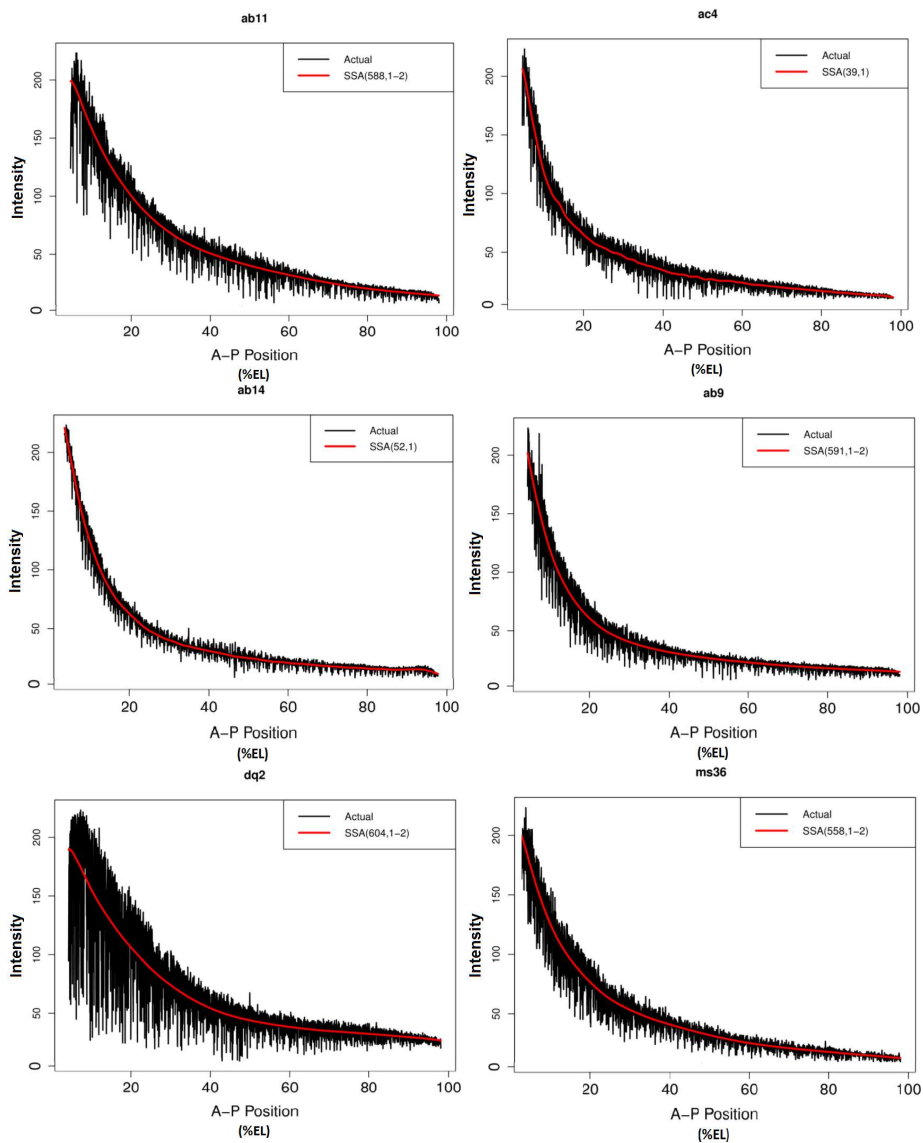 ab11
Actual
SSA(588,1-2)
Intensity
0
50
100
150
200
20
40
60
80
100
A-P Position
(%EL)
ac4
Actual
SSA(39,1)
Intensity
0
50
100
150
200
20
40
60
80
100
A-P Position
(%EL)
ab14
Actual
SSA(52,1)
Intensity
0
50
100
150
200
20
40
60
80
100
A-P Position
(%EL)
ab9
Actual
SSA(591,1-2)
Intensity
0
50
100
150
200
20
40
60
80
100
A-P Position
(%EL)
dq2
Actual
SSA(604,1-2)
Intensity
0
50
100
150
200
20
40
60
80
100
A-P Position
(%EL)
ms36
Actual
SSA(558,1-2)
Intensity
0
50
100
150
200
20
40
60
80
100
A-P Position
(%EL)